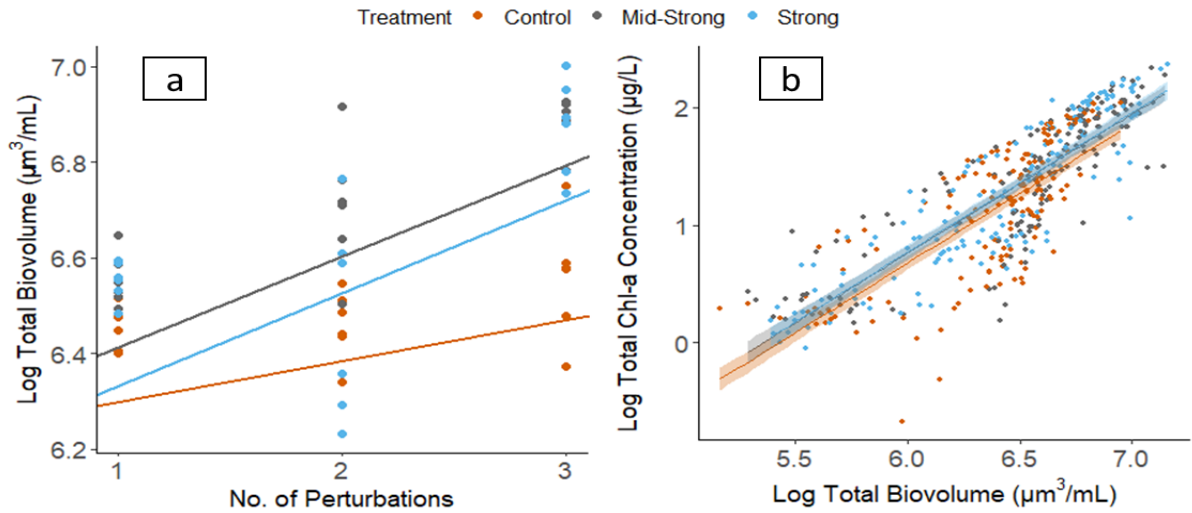 Treatment Control Mid-Strong Strong
a
Log Total Biovolume (µm³/mL)
7.0
6.8
6.6
6.4
6.2
1 2 3
No. of Perturbations
b
Log Total Chl-a Concentration (µg/L)
2
1
0
5.5 6.0 6.5 7.0
Log Total Biovolume (µm³/mL)